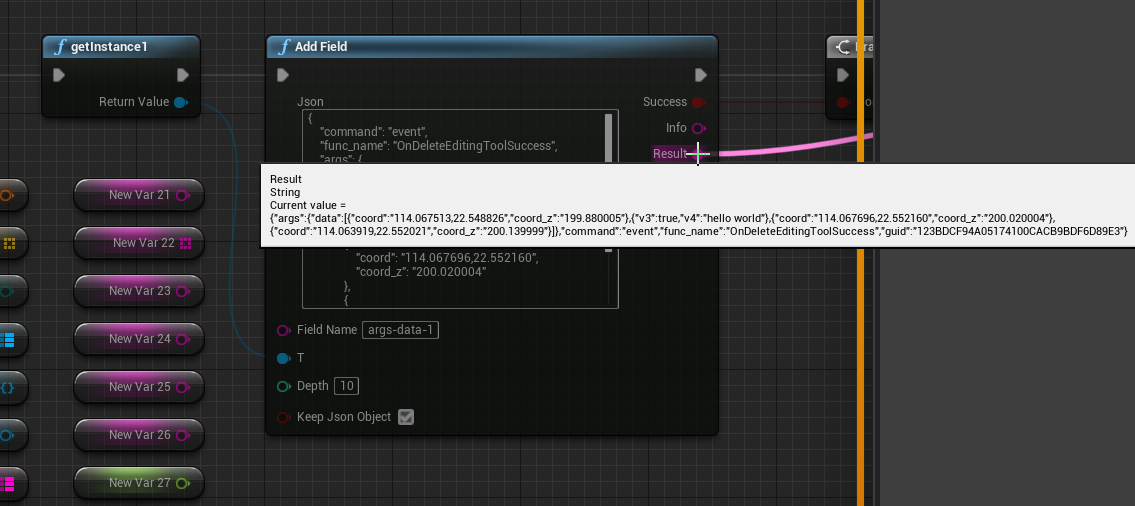 getInstance1
Return Value
Add Field
Json
{
"command": "event",
"func_name": "OnDeleteEditingToolSuccess",
"args": {
Success
Info
Result
Result
String
Current value =
{"args":{"data":[{"coord":"114.067513,22.548826","coord_z":"199.880005"},{"v3":true,"v4":"hello world"},{"coord":"114.067696,22.552160","coord_z":"200.020004"},
{"coord":"114.063919,22.552021","coord_z":"200.139999"}]},"command":"event","func_name":"OnDeleteEditingToolSuccess","guid":"123BDCF94A05174100CACB9BDF6D89E3"}
"coord": "114.067696,22.552160",
"coord_z": "200.020004"
},
{
Field Name
args-data-1
T
Depth
10
Keep Json Object
New Var 21
New Var 22
New Var 23
New Var 24
New Var 25
New Var 26
New Var 27